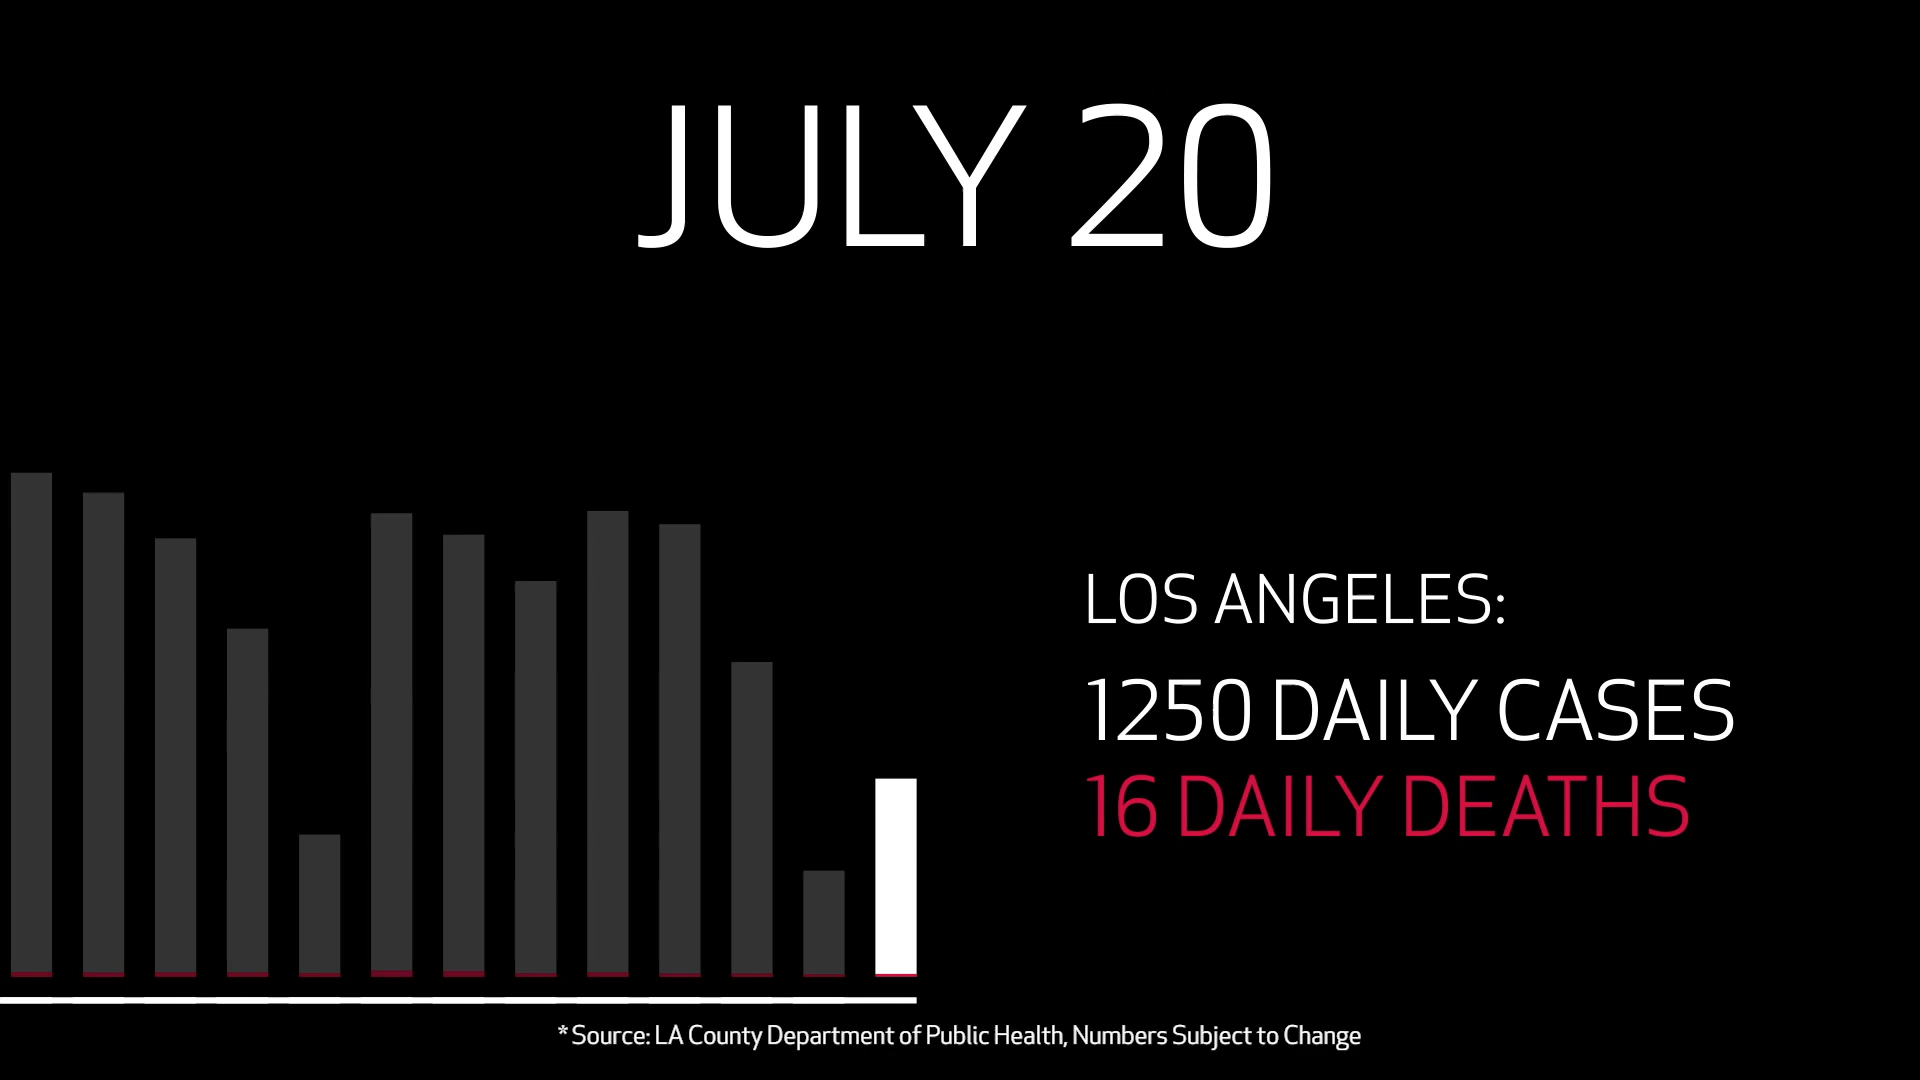 JULY 20
LOS ANGELES:
1250 DAILY CASES
16 DAILY DEATHS
* Source: LA County Department of Public Health, Numbers Subject to Change